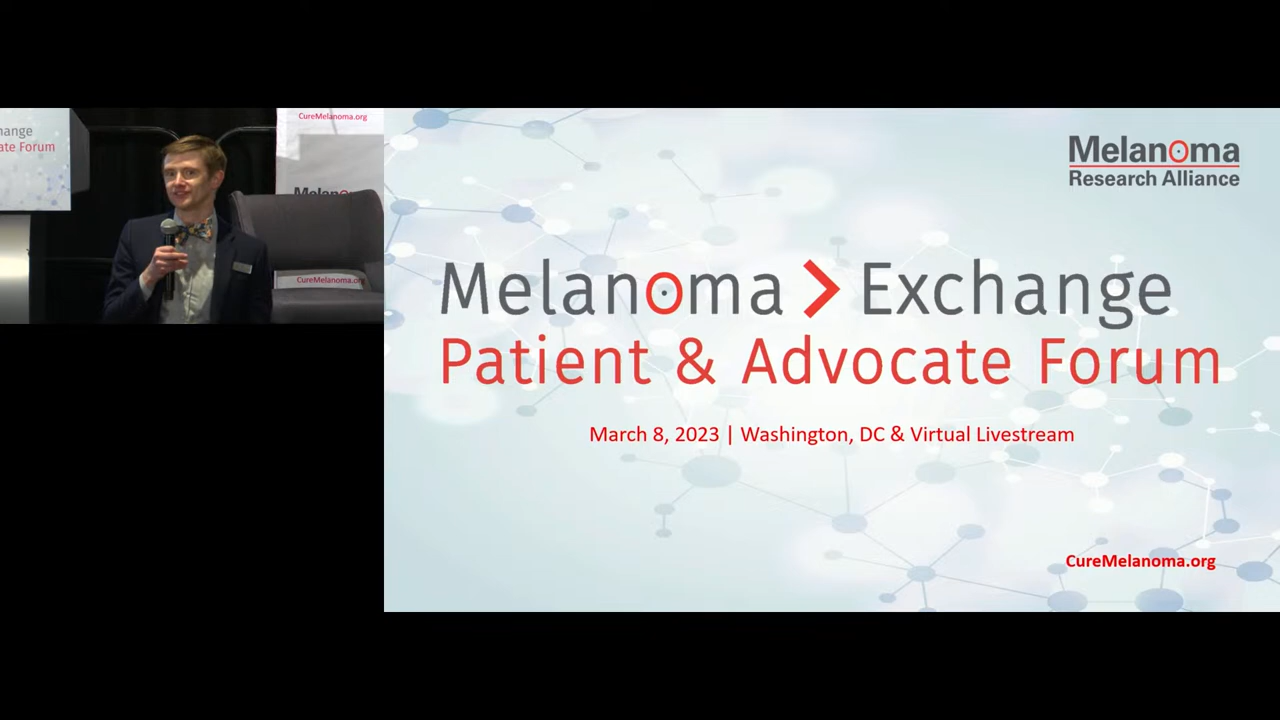 hange
ate Forum
CureMelanoma.org
Melano
CureMelanoma.org
Melanoma
Research Alliance
Melanoma > Exchange
Patient & Advocate Forum
March 8, 2023 | Washington, DC & Virtual Livestream
CureMelanoma.org